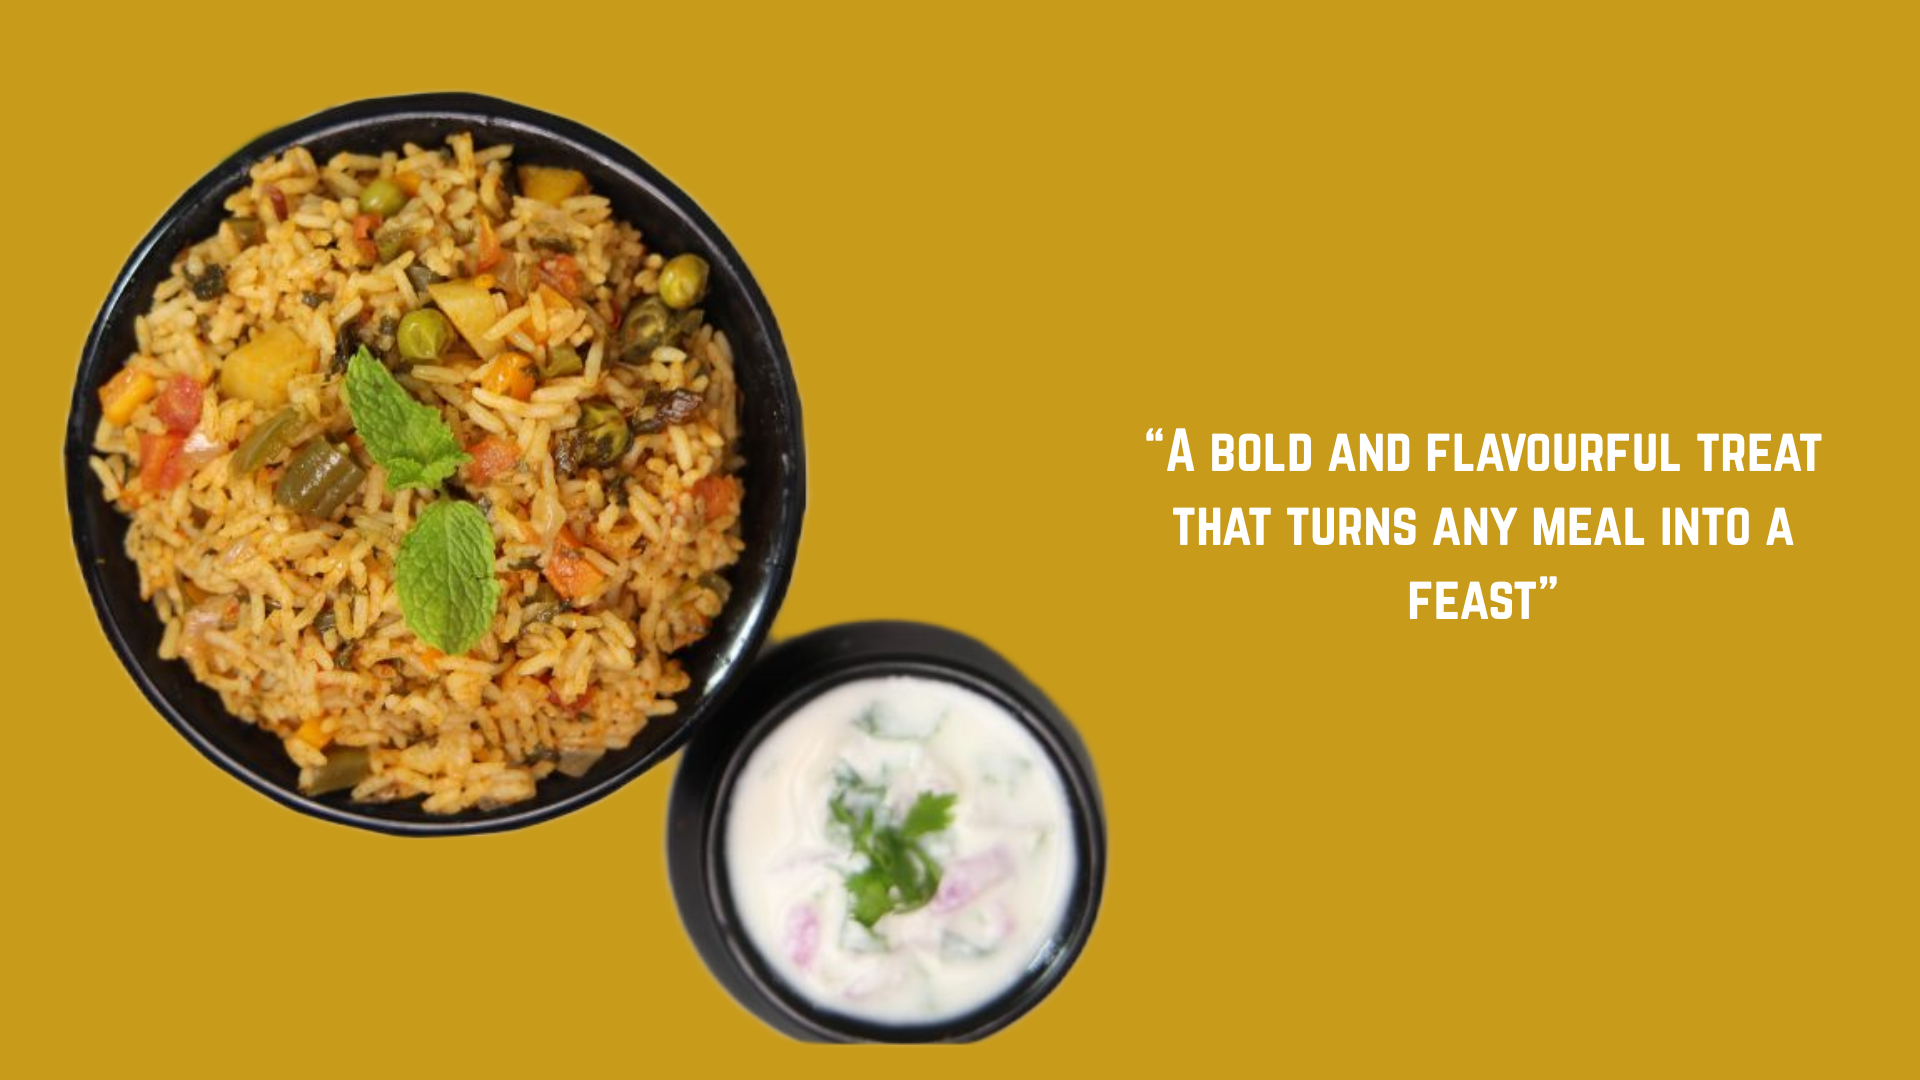 “A BOLD AND FLAVOURFUL TREAT
THAT TURNS ANY MEAL INTO A
FEAST”